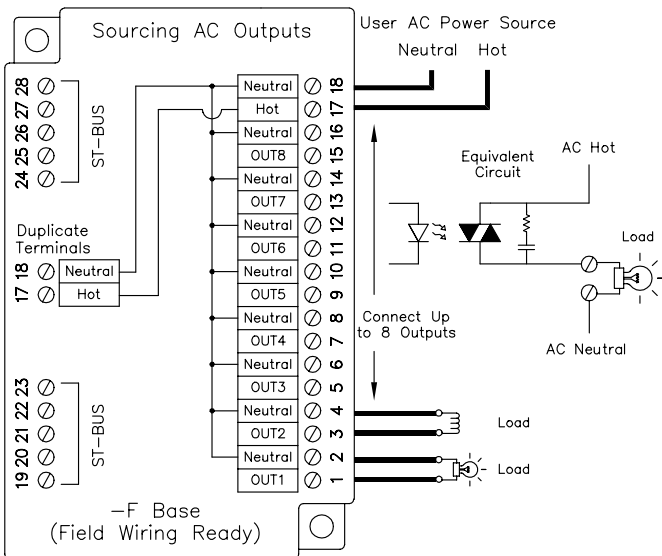 Sourcing AC Outputs
User AC Power Source
Neutral Hot
28
27
26
25
24
ST-BUS
Duplicate
Terminals
18 Neutral
17 Hot
23
22
21
20
19
ST-BUS
Neutral 18
Hot 17
Neutral 16
OUT8 15
Neutral 14
OUT7 13
Neutral 12
OUT6 11
Neutral 10
OUT5 9
Neutral 8
OUT4 7
Neutral 6
OUT3 5
Neutral 4
OUT2 3
Neutral 2
OUT1 1
Equivalent
Circuit
AC Hot
Load
AC Neutral
Connect Up
to 8 Outputs
Load
Load
-F Base
(Field Wiring Ready)